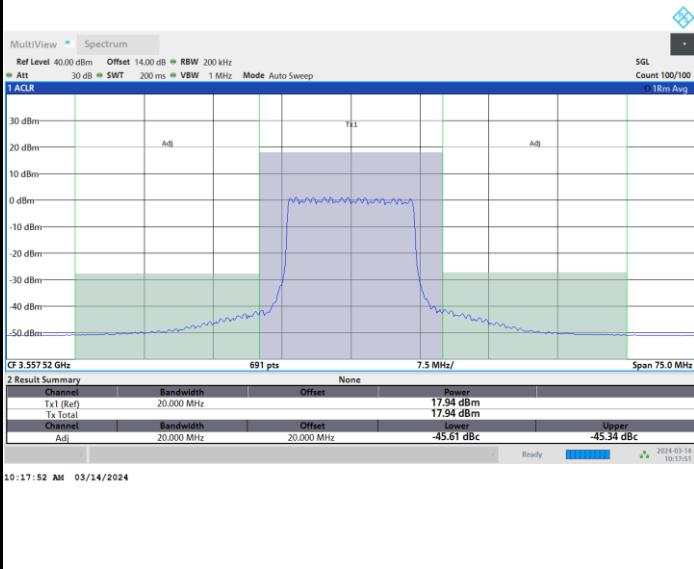 MultiView Spectrum
Ref Level 40.00 dBm Offset 14.00 dB RBW 200 kHz SGL
Att 30 dB SWT 200 ms VBW 1 MHz Mode Auto Sweep Count 100/100
1 ACLR 1Rm Avg
30 dBm
Tx1
20 dBm
Adj Adj
10 dBm
0 dBm
-10 dBm
-20 dBm
-30 dBm
-40 dBm
-50 dBm
CF 3.557 52 GHz 691 pts 7.5 MHz/ Span 75.0 MHz
2 Result Summary None
Channel Bandwidth Offset Power
Tx1 (Ref) 20.000 MHz 17.94 dBm
Tx Total 17.94 dBm
Channel Bandwidth Offset Lower Upper
Adj 20.000 MHz 20.000 MHz -45.61 dBc -45.34 dBc
Ready 2024-03-14
10:17:51
10:17:52 AM 03/14/2024